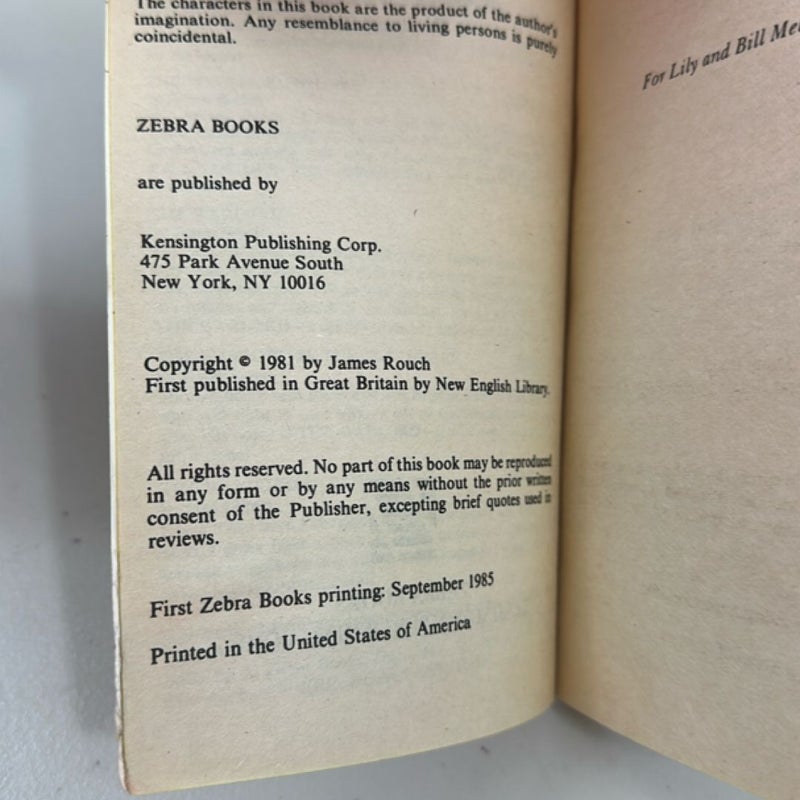 The characters in this book are the product of the author's
imagination. Any resemblance to living persons is purely
coincidental.
ZEBRA BOOKS
are published by
Kensington Publishing Corp.
475 Park Avenue South
New York, NY 10016
Copyright © 1981 by James Rouch
First published in Great Britain by New English Library.
All rights reserved. No part of this book may be reproduced
in any form or by any means without the prior written
consent of the Publisher, excepting brief quotes used in
reviews.
First Zebra Books printing: September 1985
Printed in the United States of America
For Lily and Bill